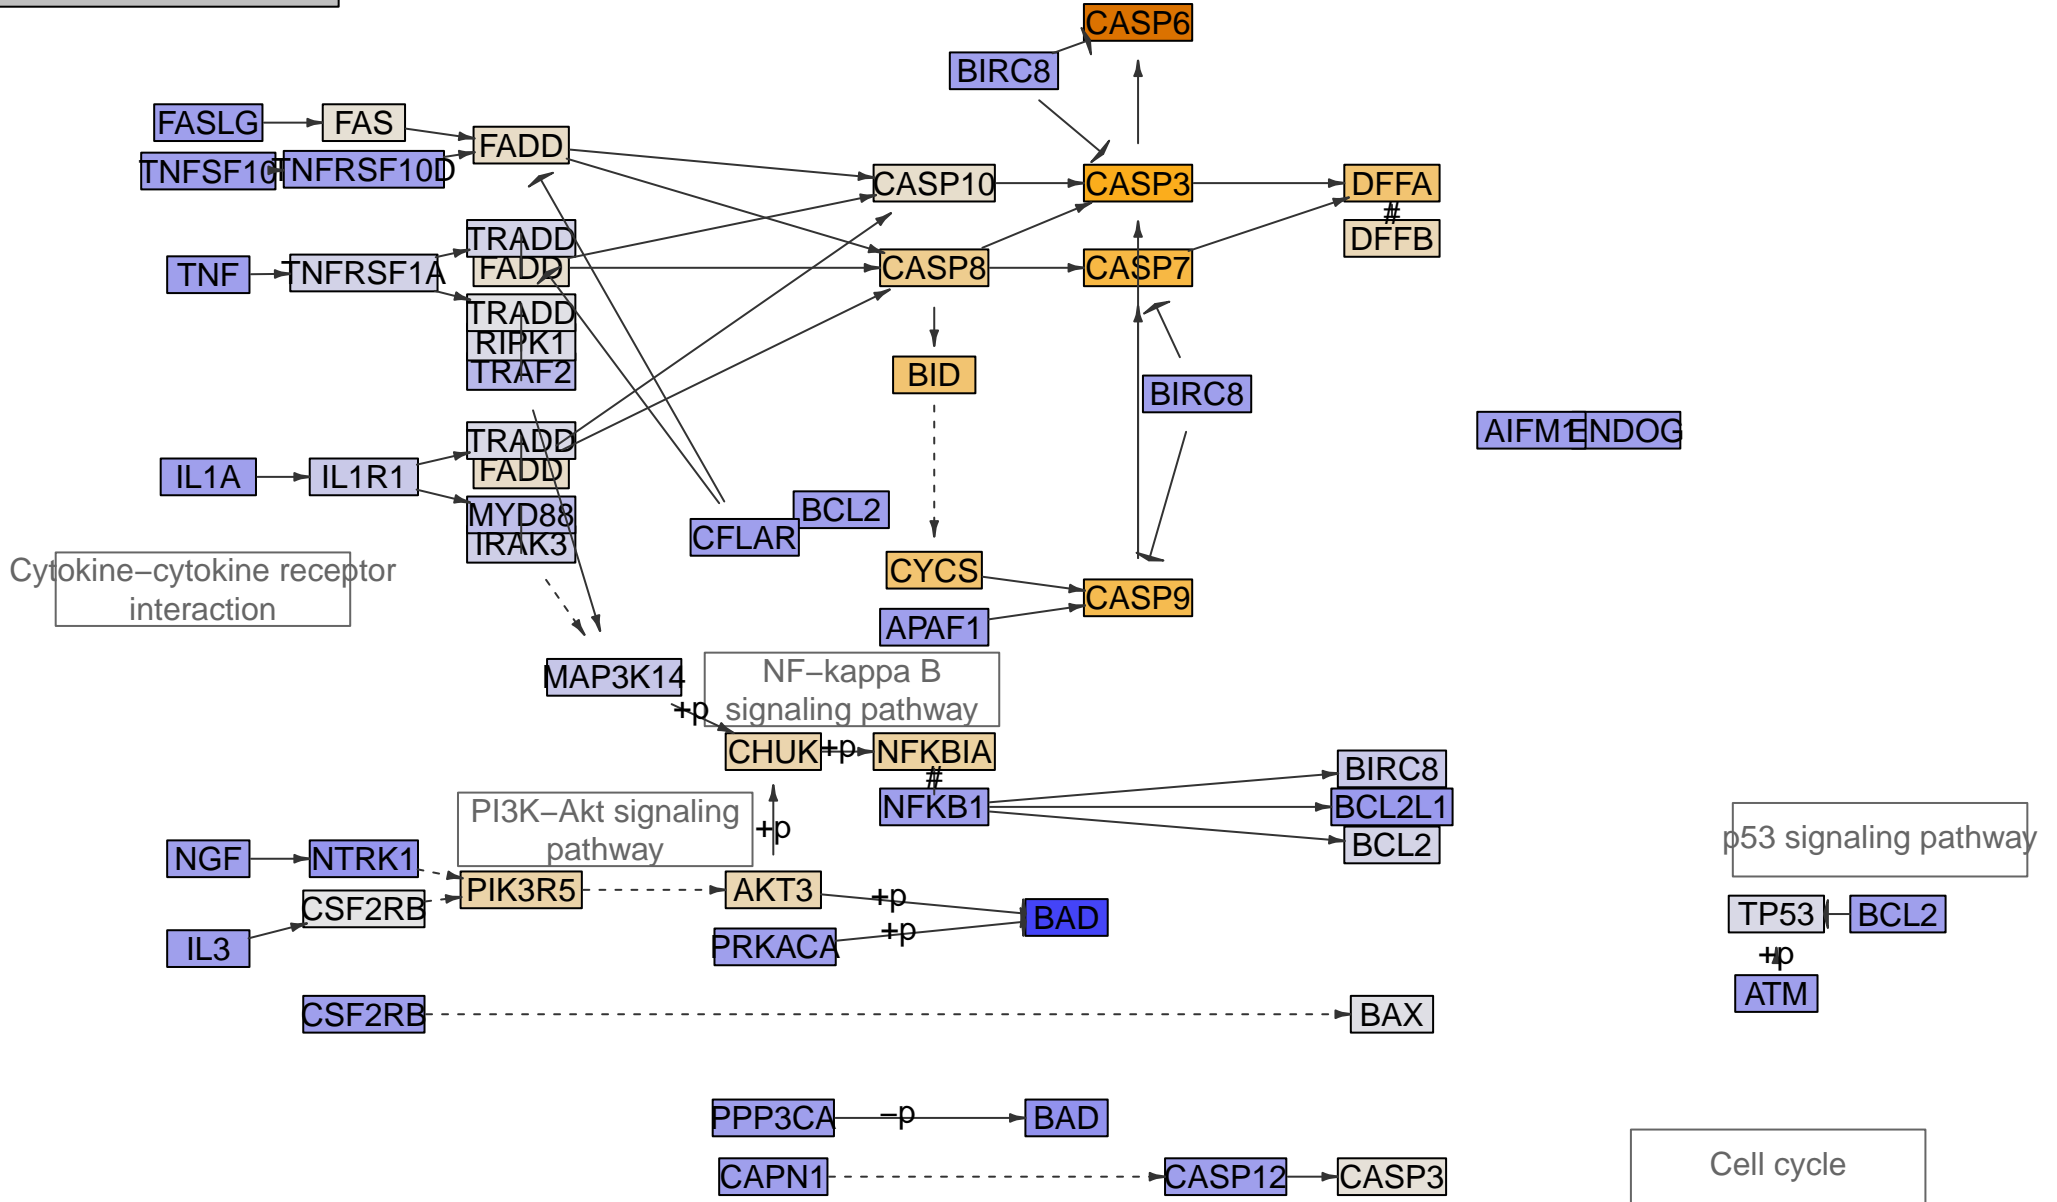 CASP6
BIRC8
FASLG
FAS
FADD
TNFSF10
TNFRSF10D
CASP10
CASP3
DFFA
#
DFFB
TRADD
FADD
TNF
TNFRSF1A
CASP8
CASP7
TRADD
RIPK1
TRAF2
BID
BIRC8
AIFM1
ENDOG
TRADD
FADD
IL1A
IL1R1
MYD88
IRAK3
BCL2
CFLAR
CYCS
CASP9
APAF1
Cytokine–cytokine receptor
interaction
MAP3K14
NF–kappa B
signaling pathway
+p
CHUK
+p
NFKBIA
#
NFKB1
BIRC8
BCL2L1
BCL2
PI3K–Akt signaling
pathway
+p
p53 signaling pathway
NGF
NTRK1
PIK3R5
AKT3
+p
BAD
CSF2RB
IL3
PRKACA
+p
TP53
BCL2
+p
ATM
CSF2RB
BAX
PPP3CA
–p
BAD
CAPN1
CASP12
CASP3
Cell cycle